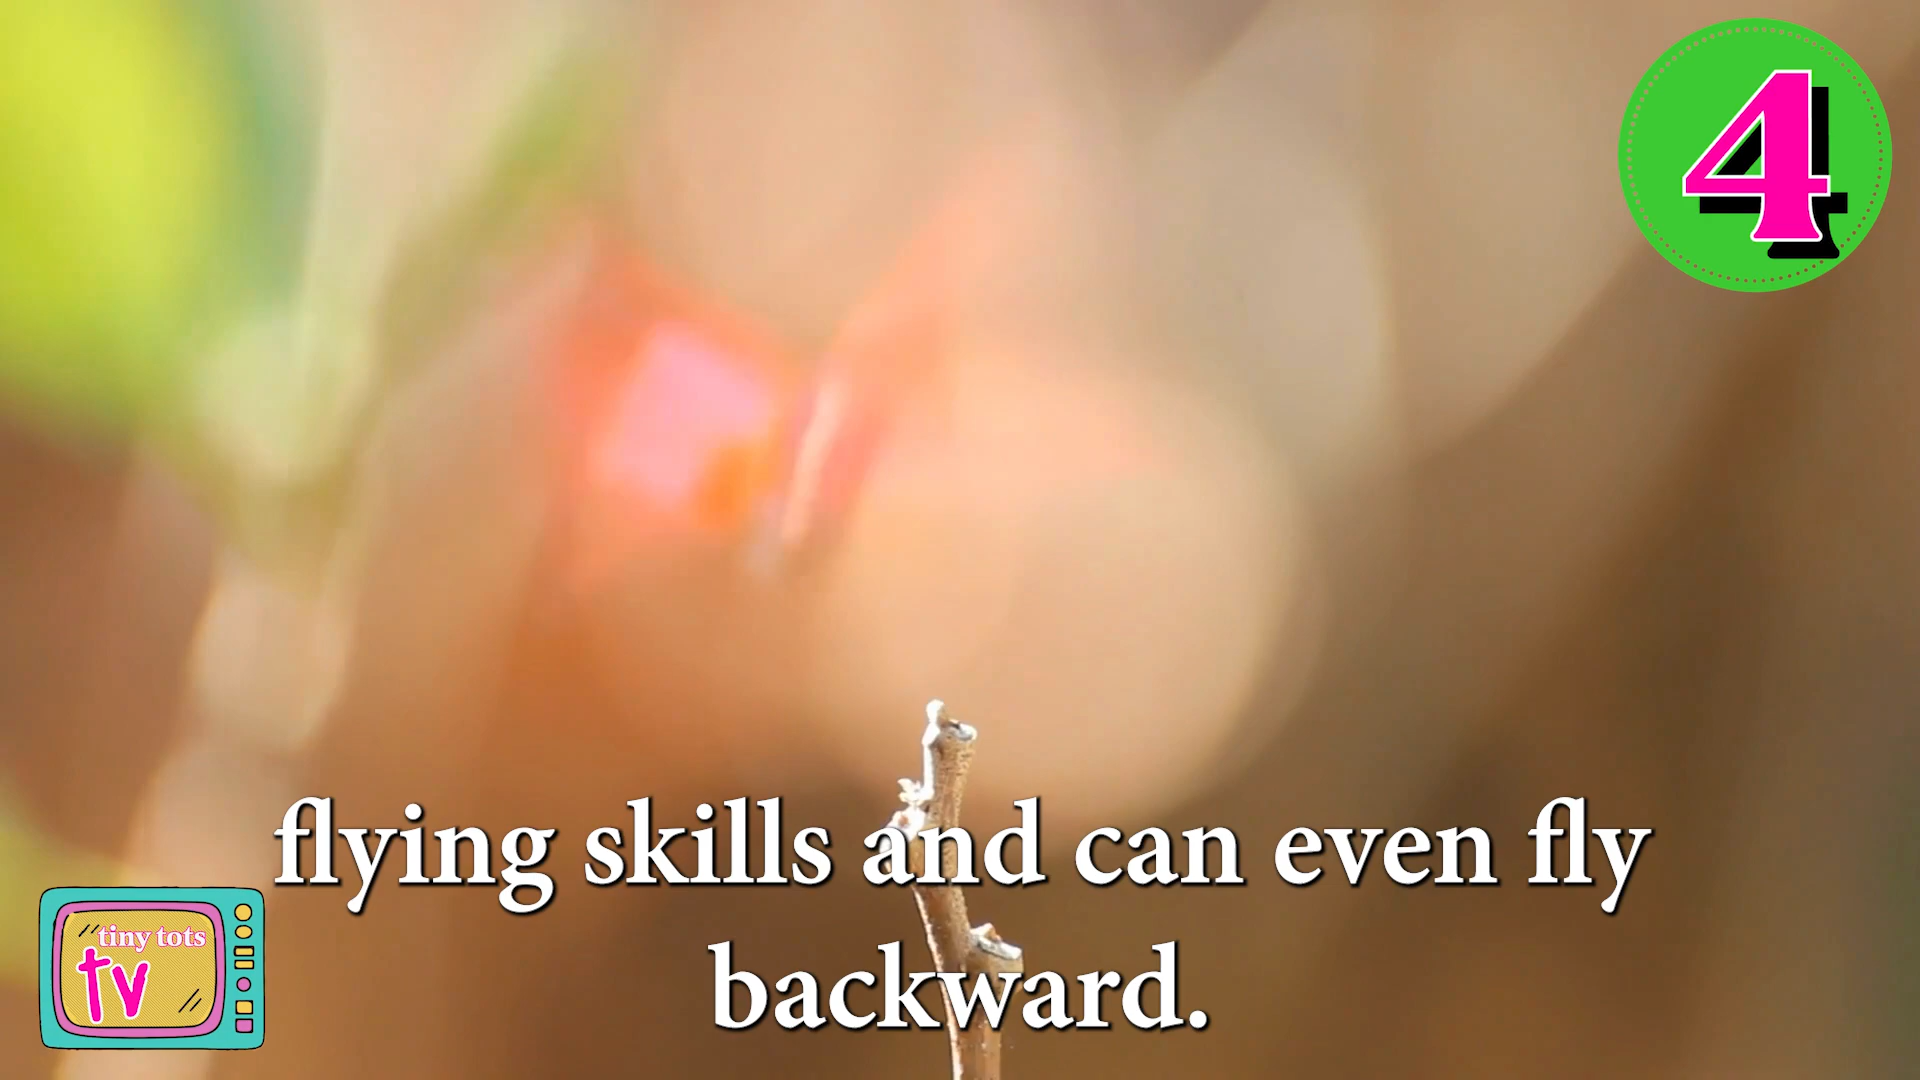 4
flying skills and can even fly
backward.
tiny tots
tv